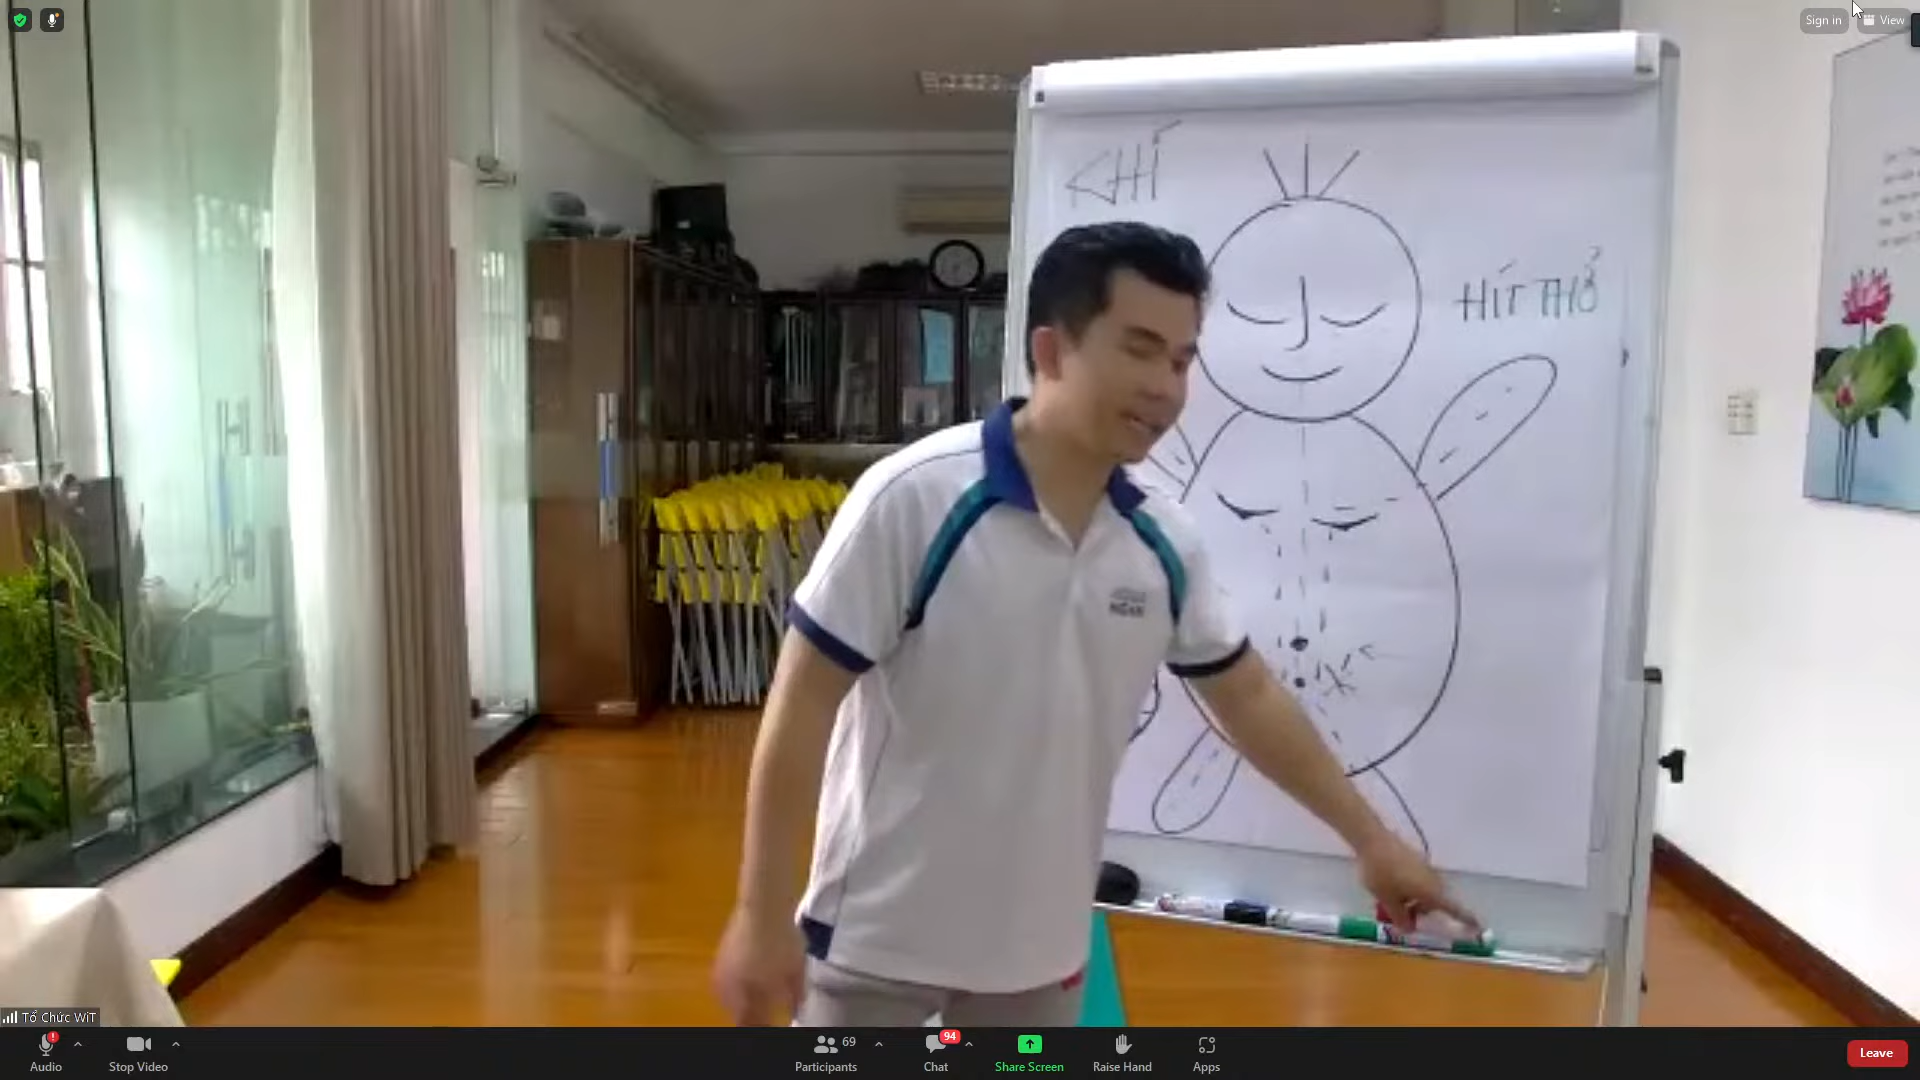 Sign in
View
KHÍ
HÍT THỞ
Tổ Chức WiT
Audio
Stop Video
Participants
69
Chat
94
Share Screen
Raise Hand
Apps
Leave